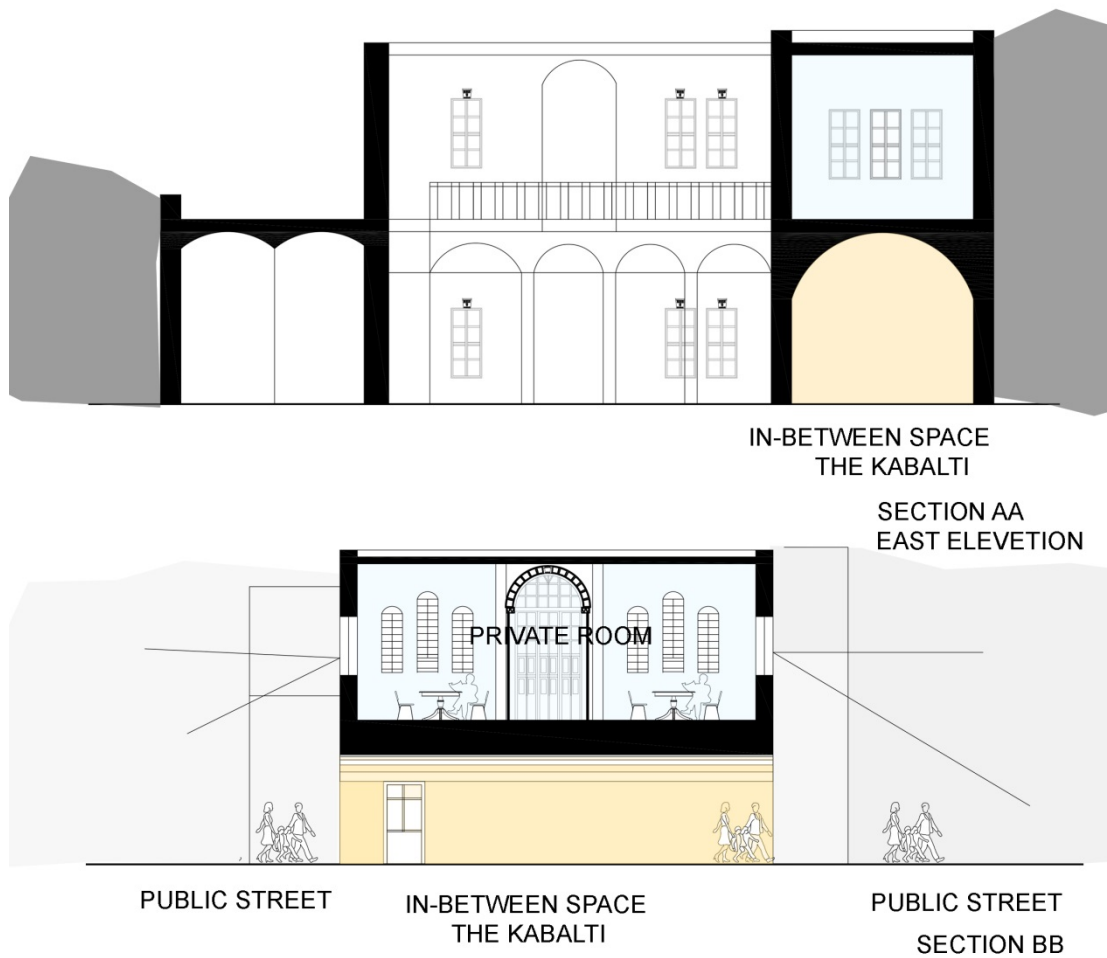 IN-BETWEEN SPACE
THE KABALTI
SECTION AA
EAST ELEVETION
PRIVATE ROOM
PUBLIC STREET
IN-BETWEEN SPACE
THE KABALTI
PUBLIC STREET
SECTION BB